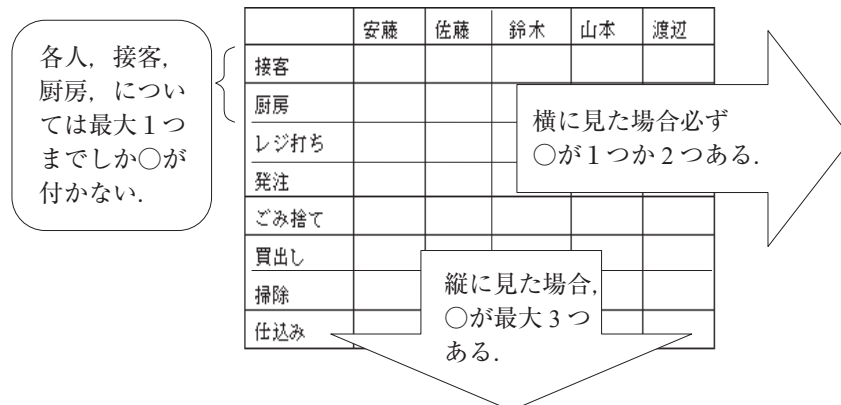 安藤 佐藤 鈴木 山本 渡辺
各人，接客，
厨房，につい
ては最大１つ
までしか○が
付かない．
接客
厨房
レジ打ち
発注
ごみ捨て
買出し
掃除
仕込み
横に見た場合必ず
○が１つか２つある．
縦に見た場合，
○が最大３つ
ある．